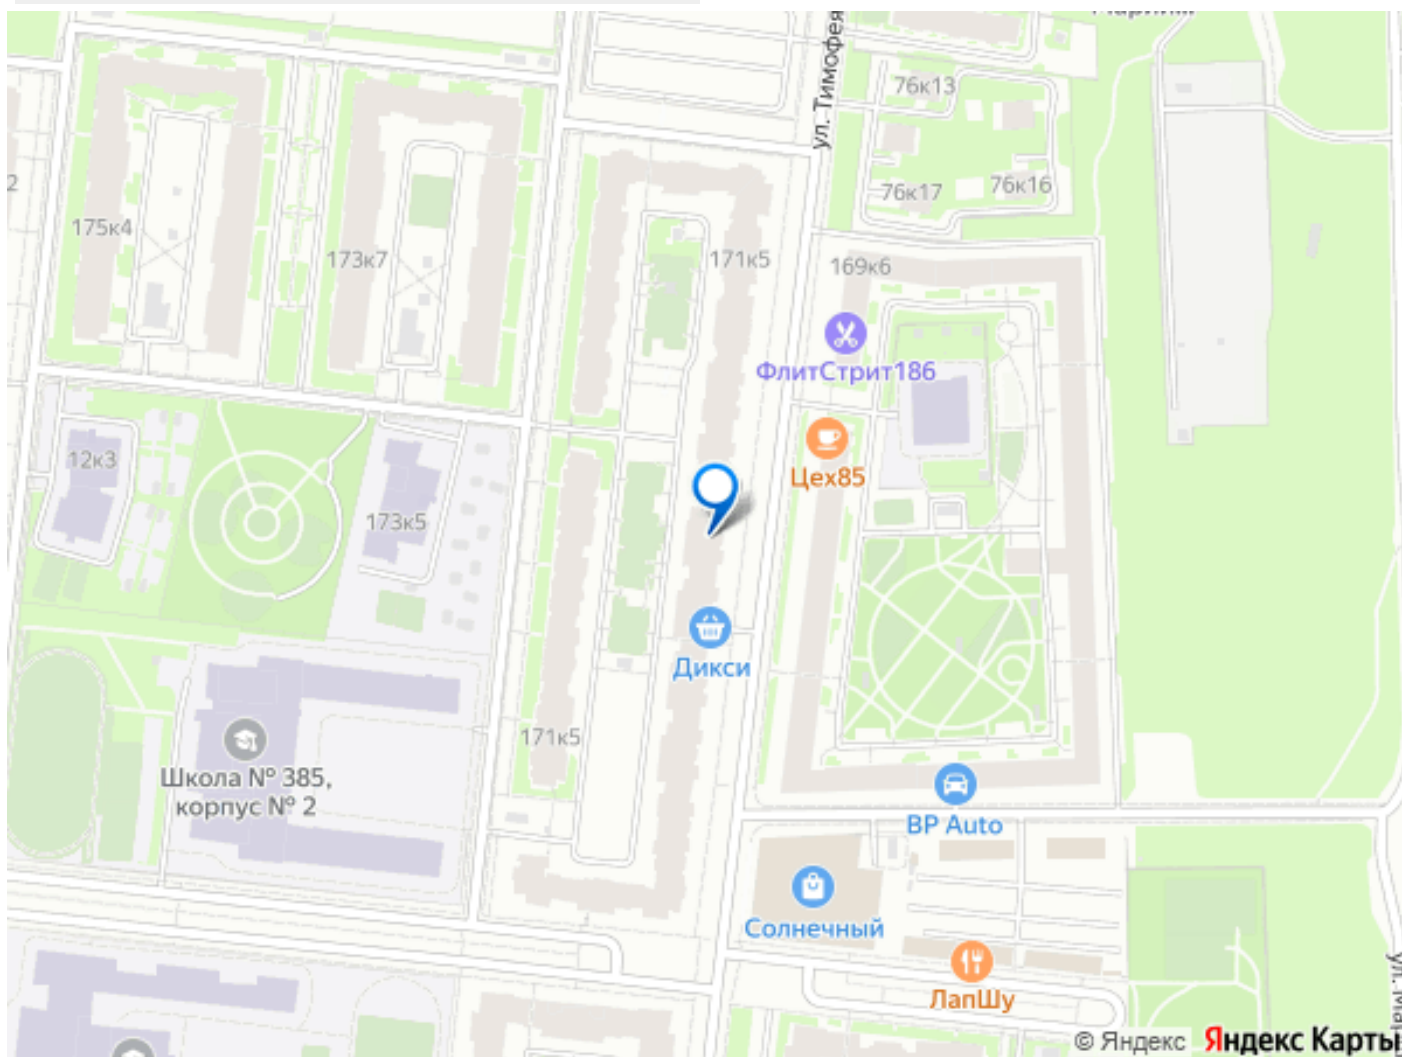 ул. Тимофея
76к13
2
175к4
76к17
76к16
173к7
171к5
169к6
ФлитСтрит186
12к3
Цех85
173к5
Дикси
171к5
Школа № 385,
корпус № 2
BP Auto
Солнечный
ЛапШу
© Яндекс
Яндекс Карты